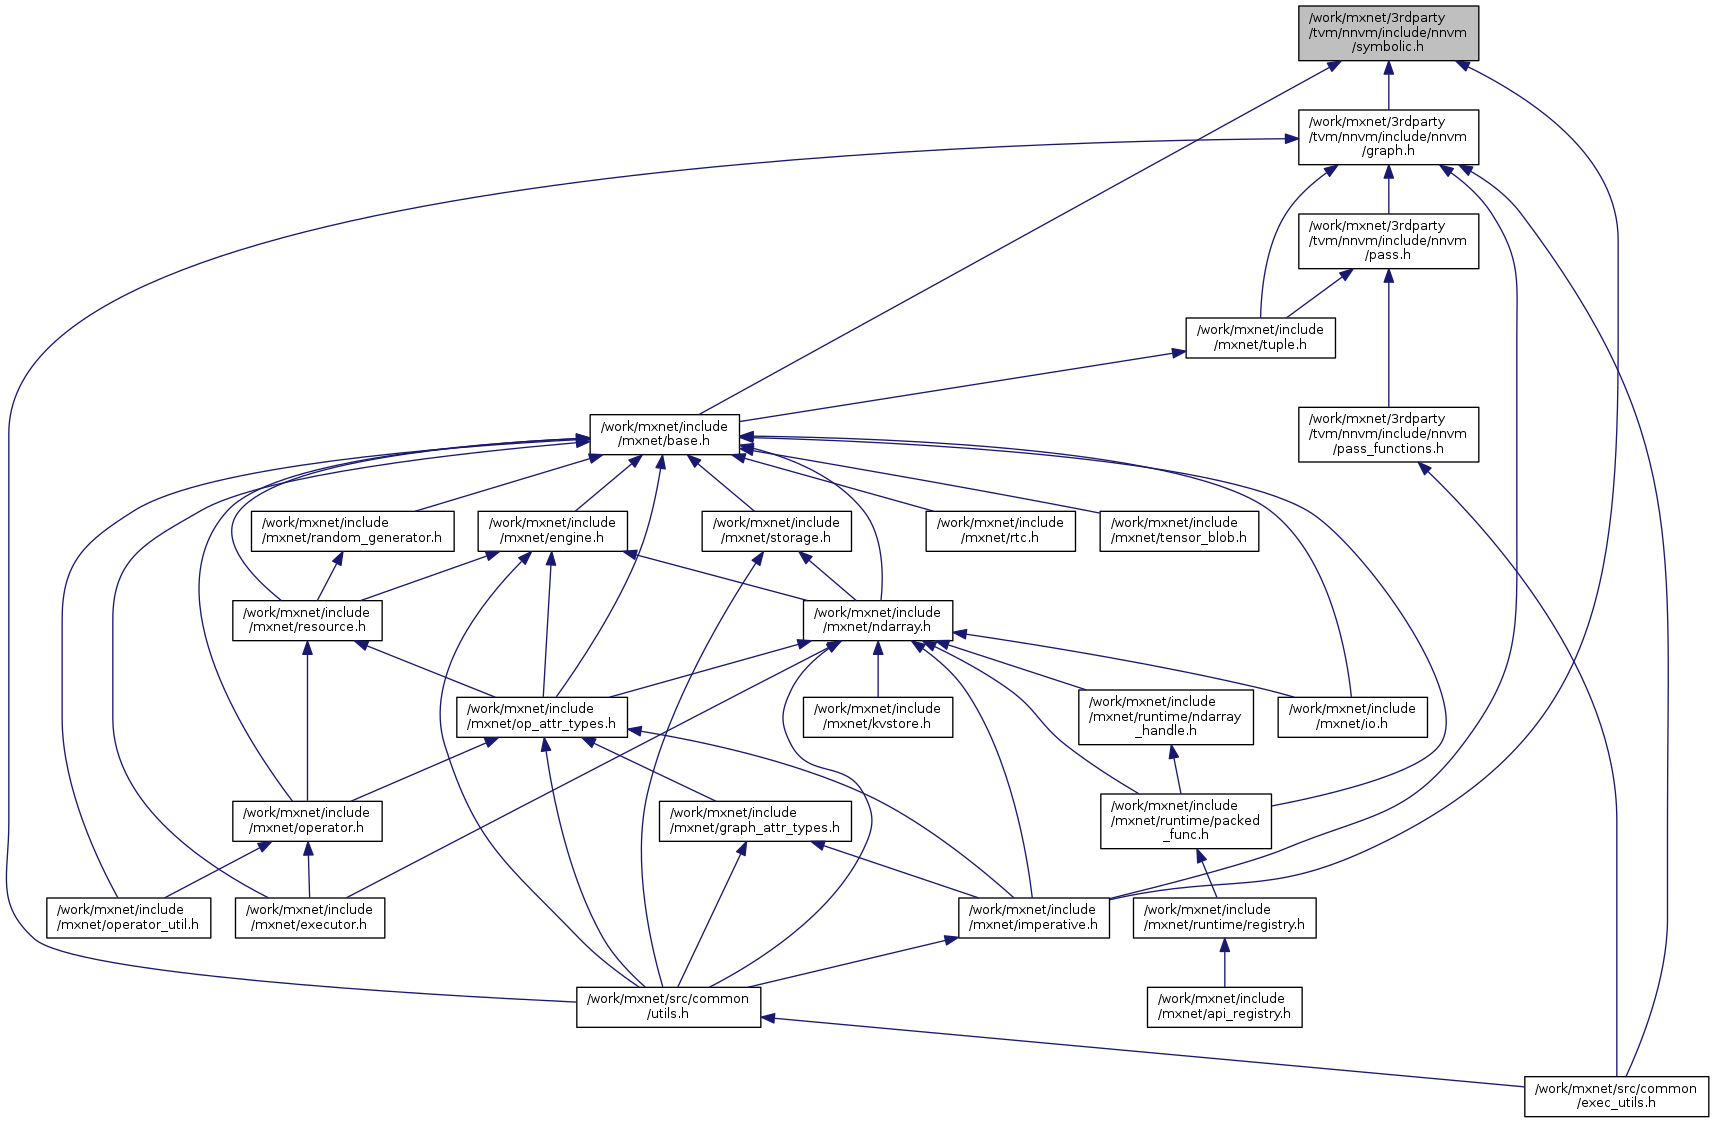 /work/mxnet/3rdparty
/tvm/nnvm/include/nnvm
/symbolic.h
/work/mxnet/3rdparty
/tvm/nnvm/include/nnvm
/graph.h
/work/mxnet/3rdparty
/tvm/nnvm/include/nnvm
/pass.h
/work/mxnet/include
/mxnet/tuple.h
/work/mxnet/include
/mxnet/base.h
/work/mxnet/3rdparty
/tvm/nnvm/include/nnvm
/pass_functions.h
/work/mxnet/include
/mxnet/random_generator.h
/work/mxnet/include
/mxnet/engine.h
/work/mxnet/include
/mxnet/storage.h
/work/mxnet/include
/mxnet/rtc.h
/work/mxnet/include
/mxnet/tensor_blob.h
/work/mxnet/include
/mxnet/resource.h
/work/mxnet/include
/mxnet/ndarray.h
/work/mxnet/include
/mxnet/op_attr_types.h
/work/mxnet/include
/mxnet/kvstore.h
/work/mxnet/include
/mxnet/runtime/ndarray
_handle.h
/work/mxnet/include
/mxnet/io.h
/work/mxnet/include
/mxnet/operator.h
/work/mxnet/include
/mxnet/graph_attr_types.h
/work/mxnet/include
/mxnet/runtime/packed
_func.h
/work/mxnet/include
/mxnet/operator_util.h
/work/mxnet/include
/mxnet/executor.h
/work/mxnet/include
/mxnet/imperative.h
/work/mxnet/include
/mxnet/runtime/registry.h
/work/mxnet/src/common
/utils.h
/work/mxnet/include
/mxnet/api_registry.h
/work/mxnet/src/common
/exec_utils.h